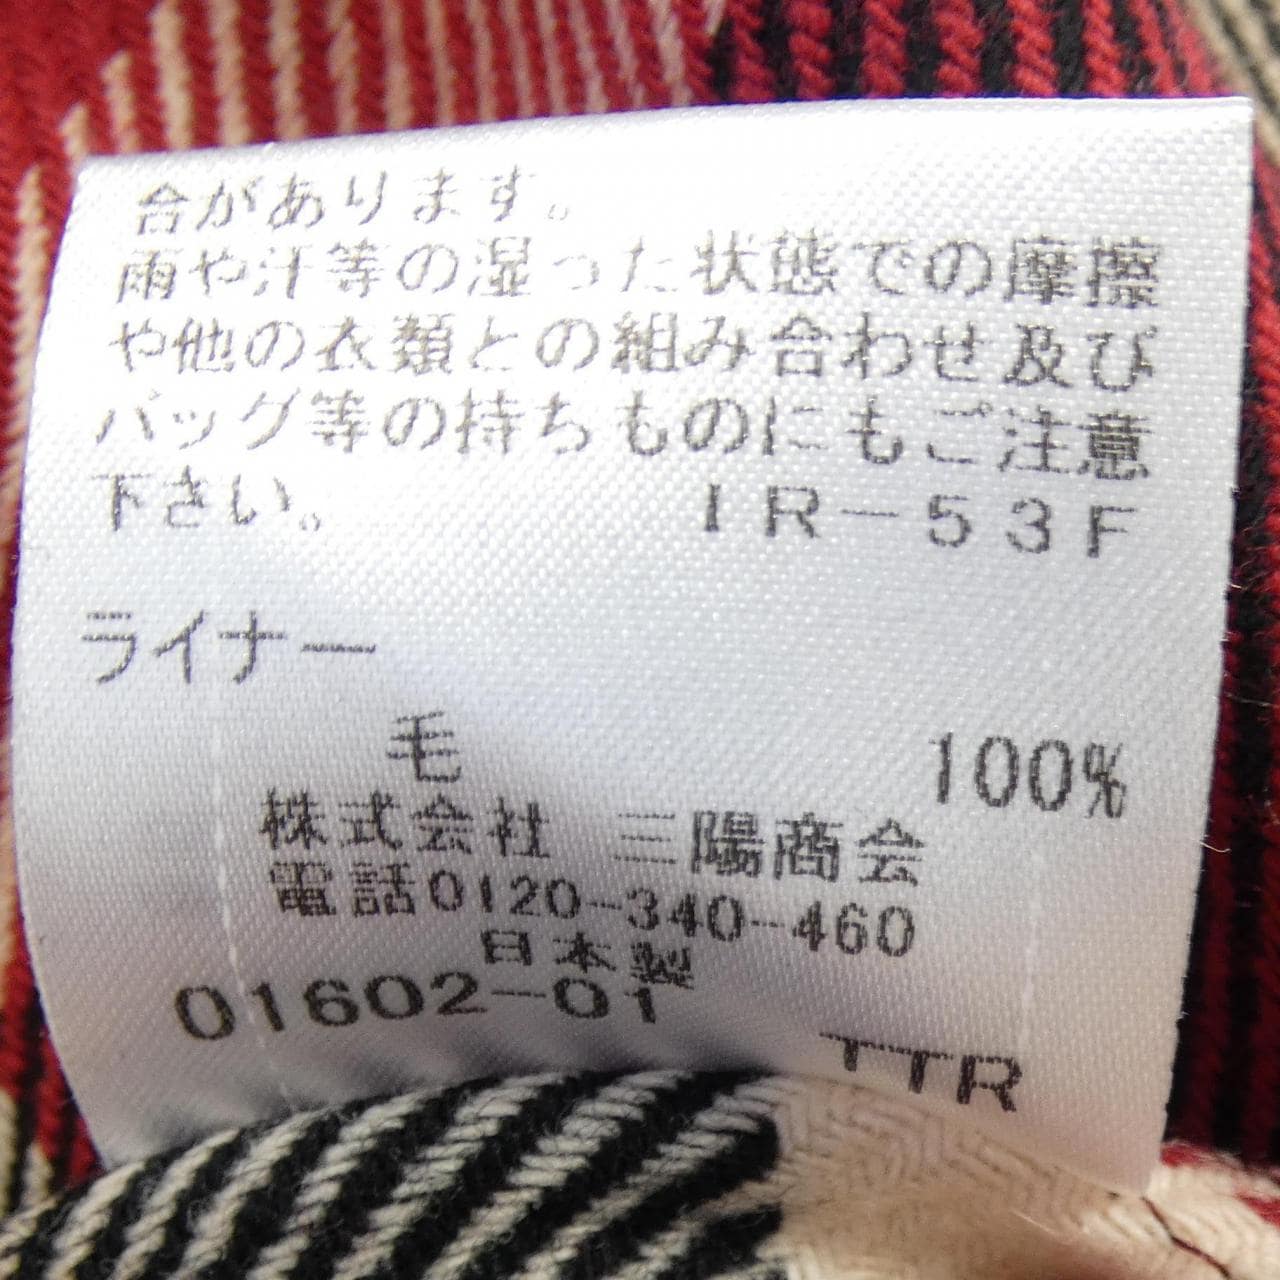 合があります。
雨や汗等の湿った状態での摩擦
や他の衣類との組み合わせ及び
バッグ等の持ちものにもご注意
下さい。 IR-53F
ライナー
毛 100%
株式会社 三陽商会
電話0120-340-460
日本製
01602-01
TTR